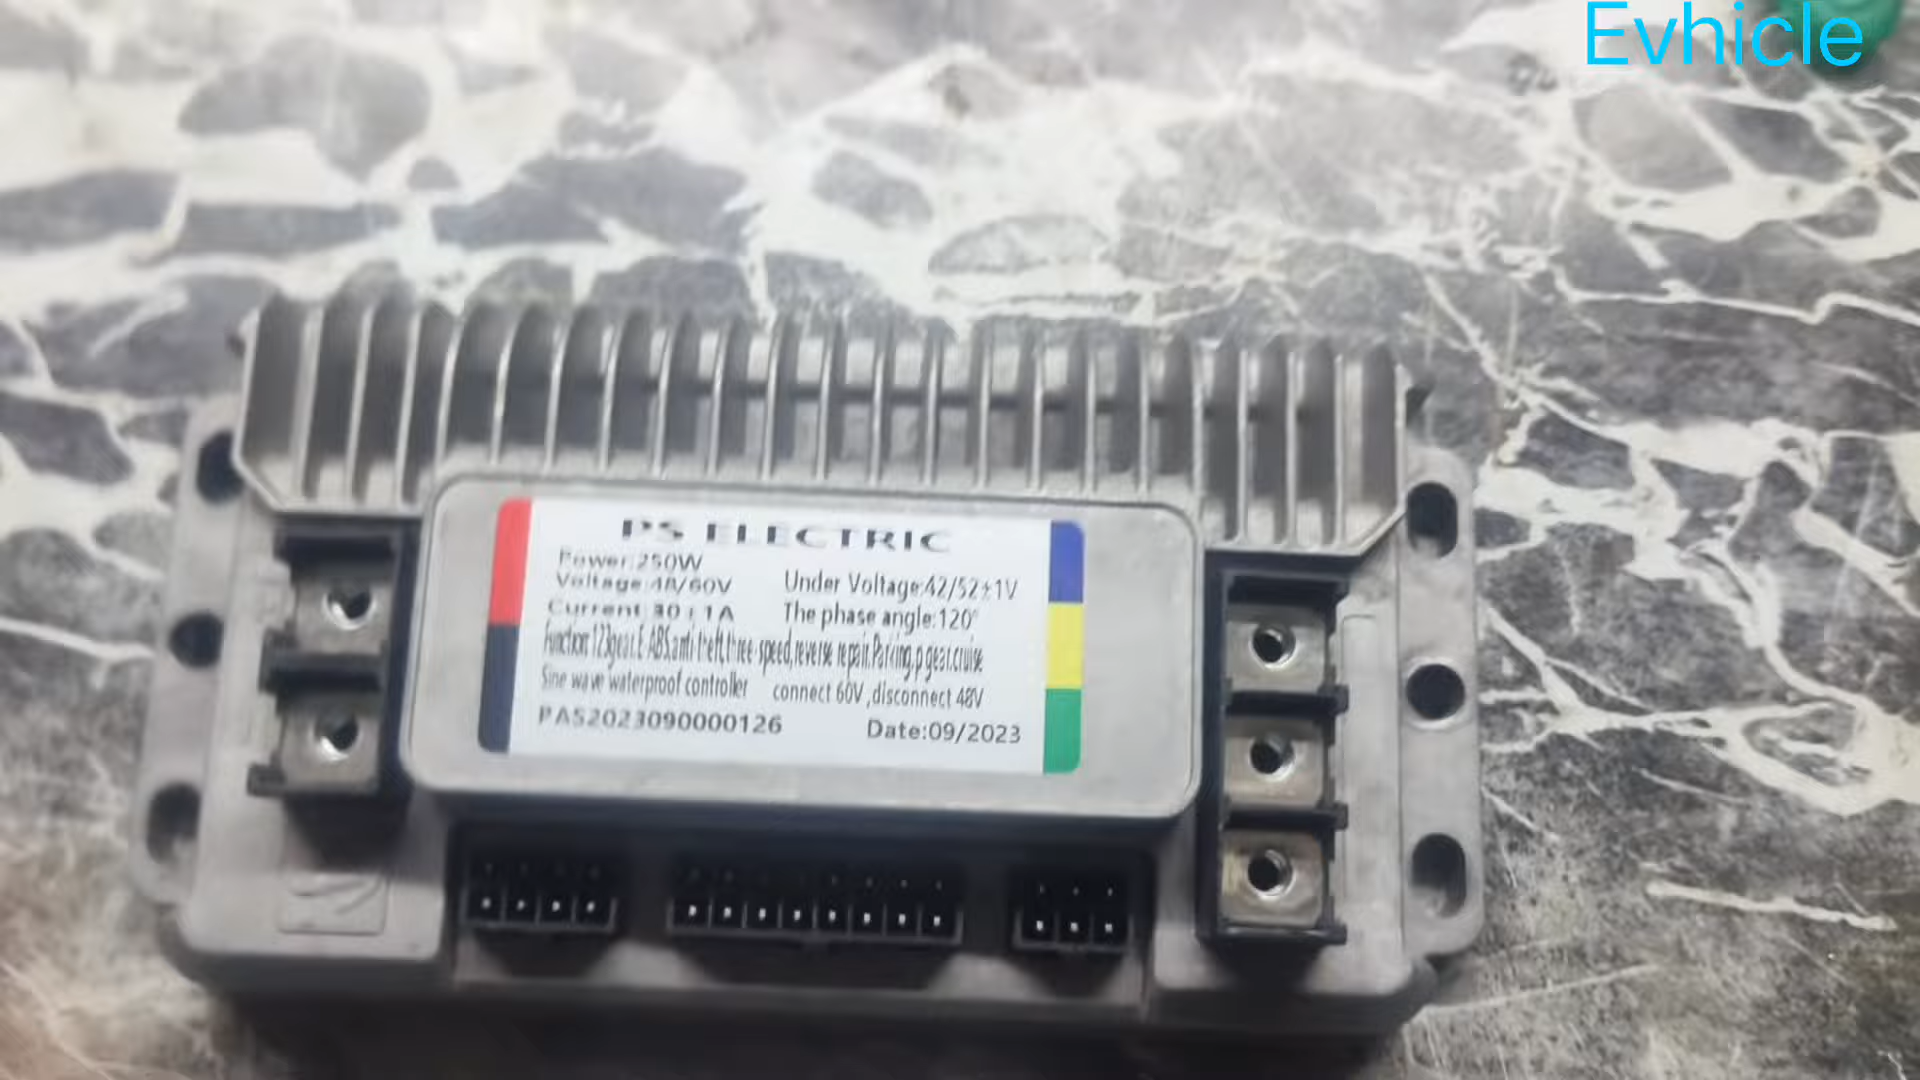 Evhicle
PS ELECTRIC
Power:250W
Voltage:48/60V Under Voltage:42/52±1V
Current:30±1A The phase angle:120°
Function:123gear.E-ABS.anti-theft,three-speed,reverse repair.Parking,p gear.cruise
Sine wave waterproof controller connect 60V ,disconnect 48V
PAS2023090000126 Date:09/2023